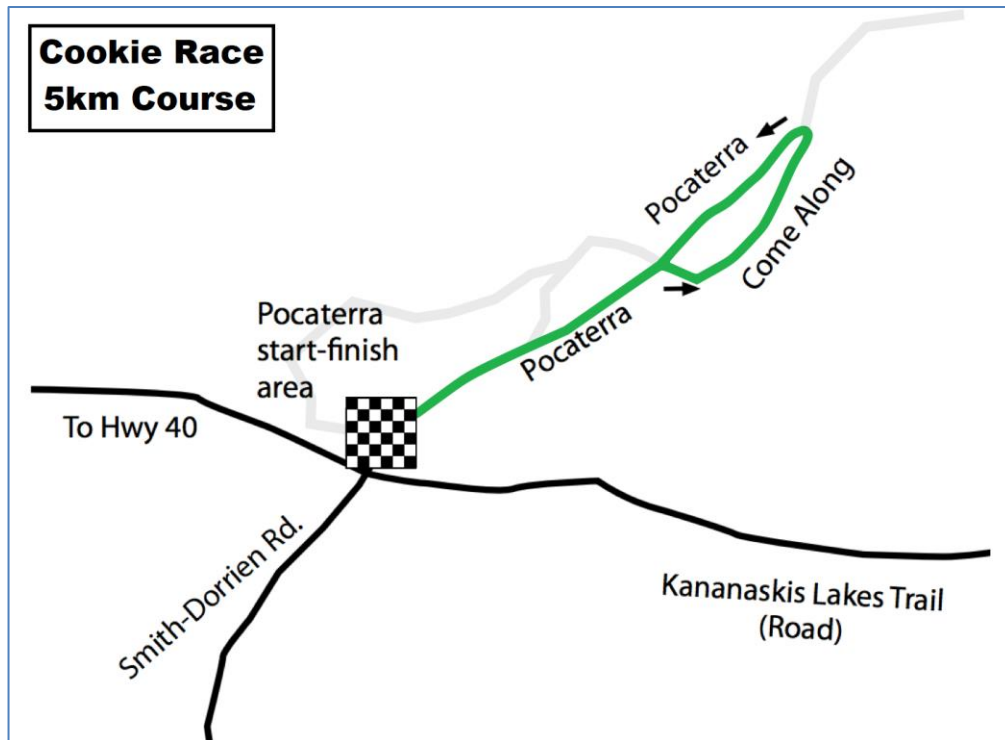 Cookie Race
5km Course
Pocaterra
Come Along
Pocaterra
Pocaterra
start-finish
area
To Hwy 40
Smith-Dorrien Rd.
Kananaskis Lakes Trail
(Road)